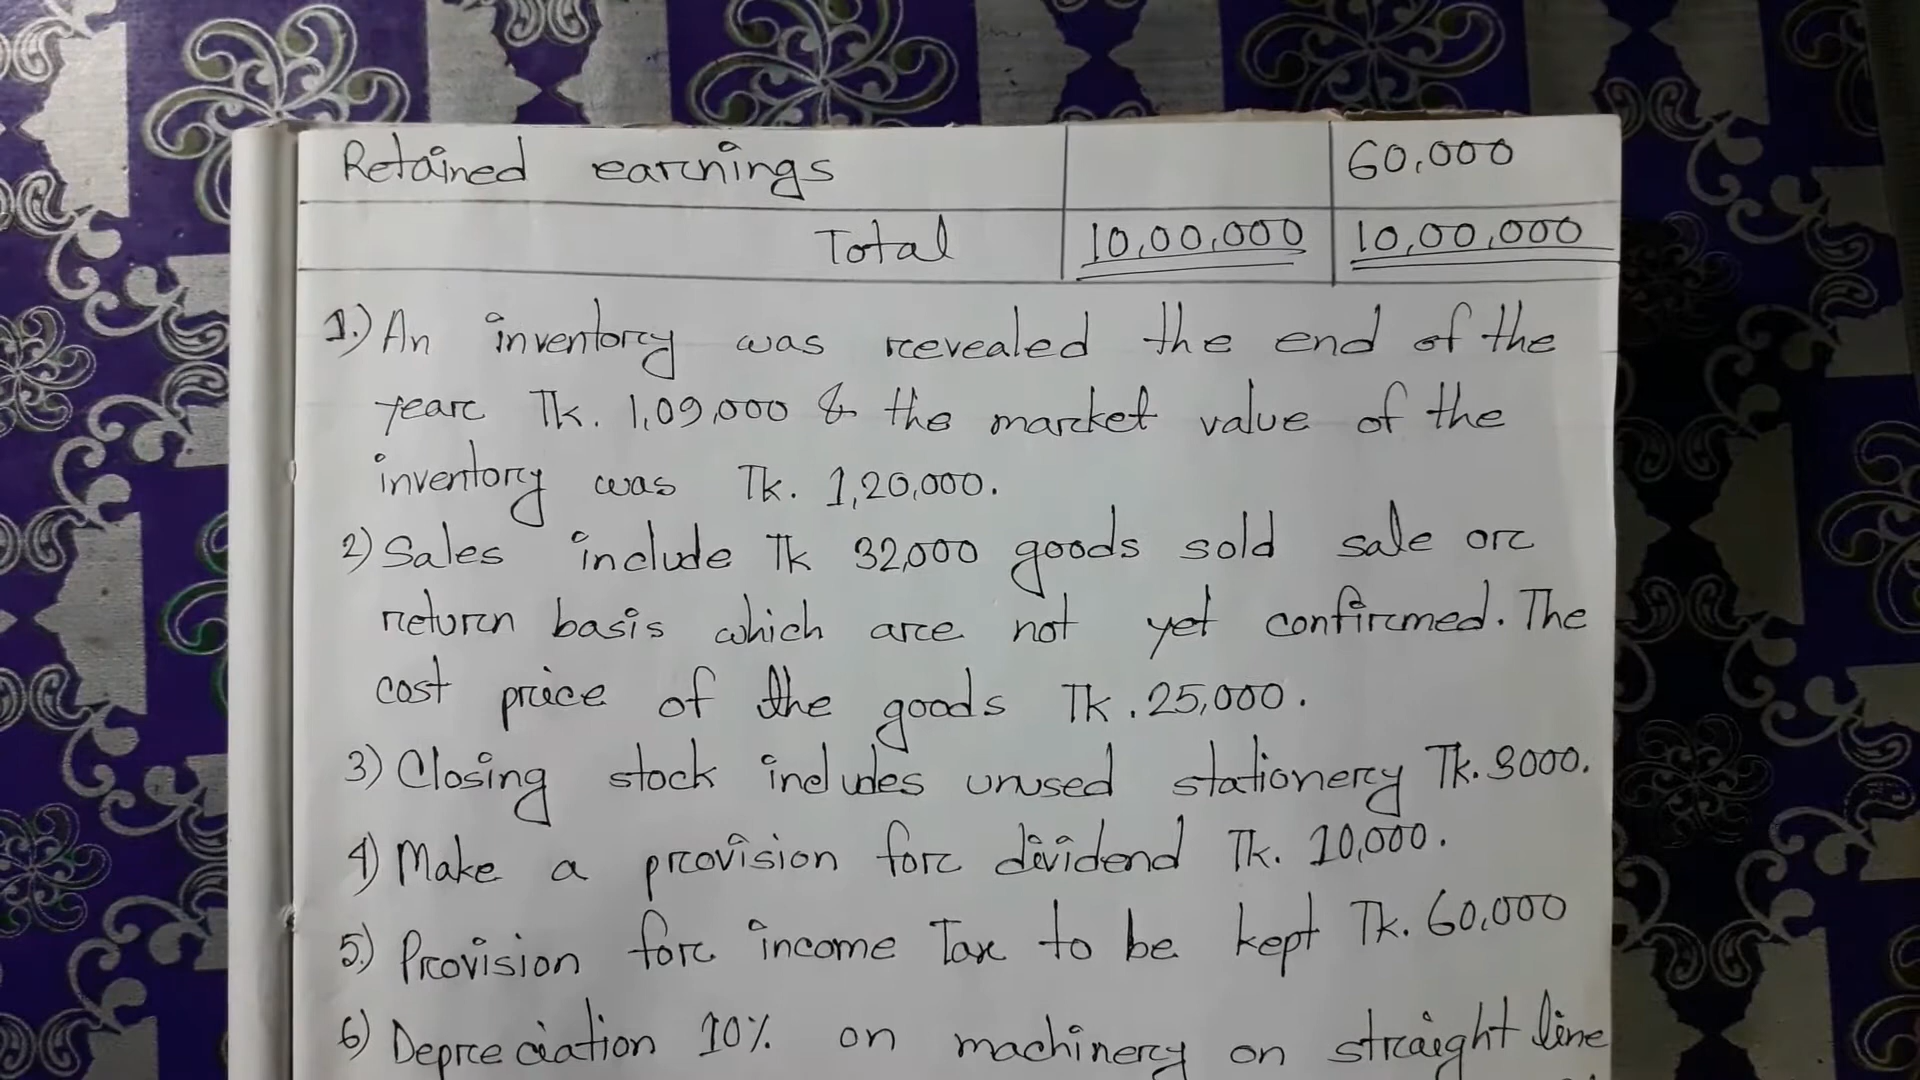 Retained earnings 60,000
Total 10,00,000 10,00,000
1.) An inventory was revealed the end of the
year Tk. 1,09,000 & the market value of the
inventory was Tk. 1,20,000.
2) Sales include Tk 32,000 goods sold sale or
return basis which are not yet confirmed. The
cost price of the goods Tk. 25,000.
3) Closing stock includes unused stationery Tk. 3000.
4) Make a provision for dividend Tk. 10,000.
5.) Provision for income Tax to be kept Tk. 60,000
6) Depreciation 10% on machinery on straight line